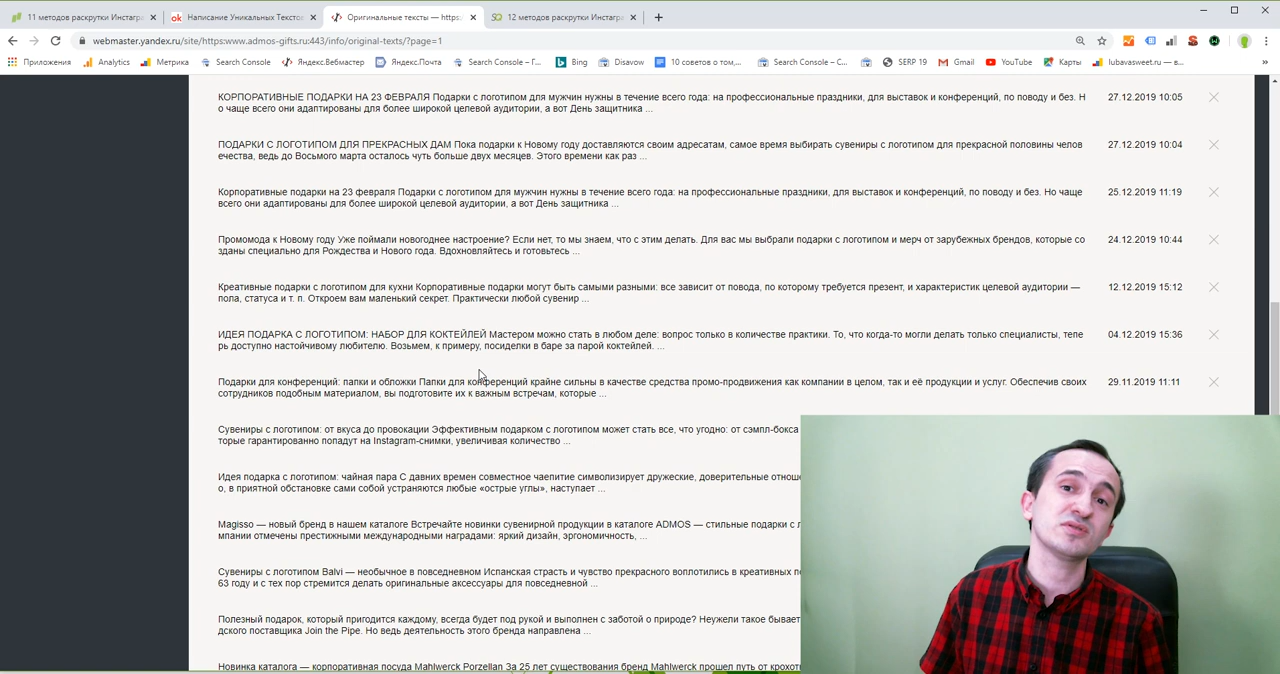 11 методов раскрутки Инстагра
Написание Уникальных Текстов
Оригинальные тексты — https:
12 методов раскрутки Инстагра
webmaster.yandex.ru/site/https:www.admos-gifts.ru:443/info/original-texts/?page=1
Приложения
Analytics
Метрика
Search Console
Яндекс.Вебмастер
Яндекс.Почта
Search Console – Г...
Bing
Disavow
10 советов о том,...
Search Console – С...
SERP 19
Gmail
YouTube
Карты
lubavasweet.ru — в...
КОРПОРАТИВНЫЕ ПОДАРКИ НА 23 ФЕВРАЛЯ Подарки с логотипом для мужчин нужны в течение всего года: на профессиональные праздники, для выставок и конференций, по поводу и без. Н
о чаще всего они адаптированы для более широкой целевой аудитории, а вот День защитника ...
27.12.2019 10:05
ПОДАРКИ С ЛОГОТИПОМ ДЛЯ ПРЕКРАСНЫХ ДАМ Пока подарки к Новому году доставляются своим адресатам, самое время выбирать сувениры с логотипом для прекрасной половины челов
ечества, ведь до Восьмого марта осталось чуть больше двух месяцев. Этого времени как раз ...
27.12.2019 10:04
Корпоративные подарки на 23 февраля Подарки с логотипом для мужчин нужны в течение всего года: на профессиональные праздники, для выставок и конференций, по поводу и без. Но чаще
всего они адаптированы для более широкой целевой аудитории, а вот День защитника ...
25.12.2019 11:19
Промомода к Новому году Уже поймали новогоднее настроение? Если нет, то мы знаем, что с этим делать. Для вас мы выбрали подарки с логотипом и мерч от зарубежных брендов, которые со
зданы специально для Рождества и Нового года. Вдохновляйтесь и готовьтесь ...
24.12.2019 10:44
Креативные подарки с логотипом для кухни Корпоративные подарки могут быть самыми разными: все зависит от повода, по которому требуется презент, и характеристик целевой аудитории —
пола, статуса и т. п. Откроем вам маленький секрет. Практически любой сувенир ...
12.12.2019 15:12
ИДЕЯ ПОДАРКА С ЛОГОТИПОМ: НАБОР ДЛЯ КОКТЕЙЛЕЙ Мастером можно стать в любом деле: вопрос только в количестве практики. То, что когда-то могли делать только специалисты, тепе
рь доступно настойчивому любителю. Возьмем, к примеру, посиделки в баре за парой коктейлей. ...
04.12.2019 15:36
Подарки для конференций: папки и обложки Папки для конференций крайне сильны в качестве средства промо-продвижения как компании в целом, так и её продукции и услуг. Обеспечив своих
сотрудников подобным материалом, вы подготовите их к важным встречам, которые ...
29.11.2019 11:11
Сувениры с логотипом: от вкуса до провокации Эффективным подарком с логотипом может стать все, что угодно: от сэмпл-бокса
торые гарантированно попадут на Instagram-снимки, увеличивая количество ...
Идея подарка с логотипом: чайная пара С давних времен совместное чаепитие символизирует дружеские, доверительные отноше
о, в приятной обстановке сами собой устраняются любые «острые углы», наступает ...
Magisso — новый бренд в нашем каталоге Встречайте новинки сувенирной продукции в каталоге ADMOS — стильные подарки с л
мпании отмечены престижными международными наградами: яркий дизайн, эргономичность, ...
Сувениры с логотипом Balvi — необычное в повседневном Испанская страсть и чувство прекрасного воплотились в креативных п
63 году и с тех пор стремится делать оригинальные аксессуары для повседневной ...
Полезный подарок, который пригодится каждому, всегда будет под рукой и выполнен с заботой о природе? Неужели такое бывает
дского поставщика Join the Pipe. Но ведь деятельность этого бренда направлена ...
Новинка каталога — корпоративная посуда Mahlwerck Porzellan За 25 лет существования бренд Mahlwerck прошел путь от крохот